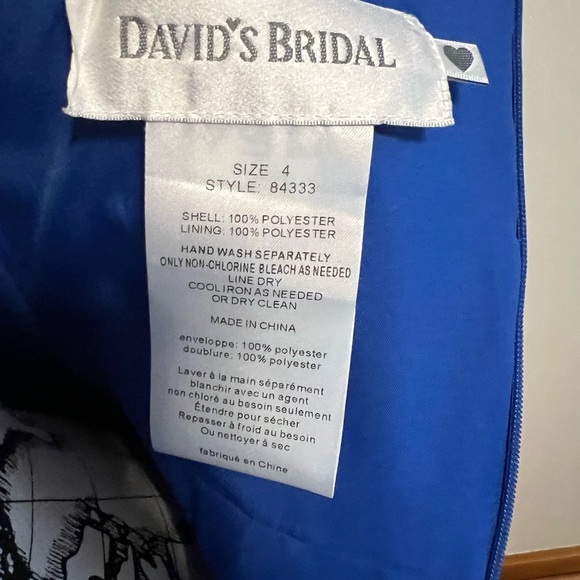 DAVID'S BRIDAL
SIZE 4
STYLE: 84333
SHELL: 100% POLYESTER
LINING: 100% POLYESTER
HAND WASH SEPARATELY
ONLY NON-CHLORINE BLEACH AS NEEDED
LINE DRY
COOL IRON AS NEEDED
OR DRY CLEAN
MADE IN CHINA
enveloppe: 100% polyester
doublure: 100% polyester
Laver à la main séparément
blanchir avec un agent
non chloré au besoin seulement
Étendre pour sécher
Repasser à froid au besoin
Ou nettoyer à sec
fabriqué en Chine